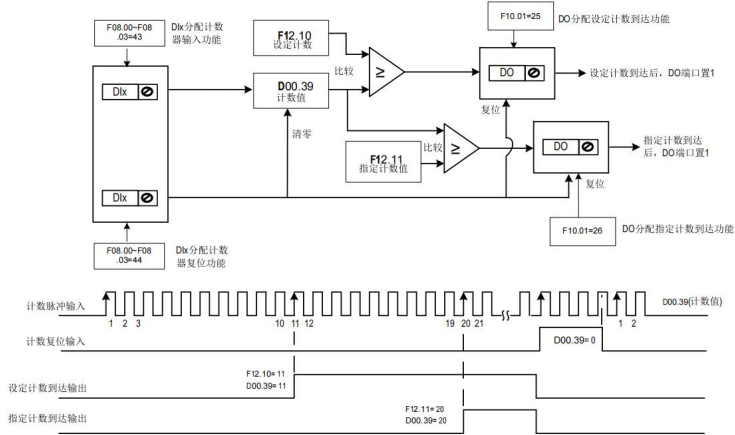 F08.00~F08
.03=43
DIx分配计数
器输入功能
F12.10
设定计数
F10.01=25
DO分配设定计数到达功能
DIx
D00.39
计数值
比较
≥
DO
设定计数到达后，DO端口置1
复位
清零
F12.11
指定计数值
比较
≥
DO
指定计数到达
后，DO端口置1
复位
DIx
F08.00~F08
.03=44
DIx分配计数
器复位功能
F10.01=26
DO分配指定计数到达功能
计数脉冲输入
D00.39(计数值)
1 2 3 10 11 12 19 20 21 1 2
计数复位输入
D00.39= 0
设定计数到达输出
F12.10= 11
D00.39= 11
指定计数到达输出
F12.11= 20
D00.39= 20